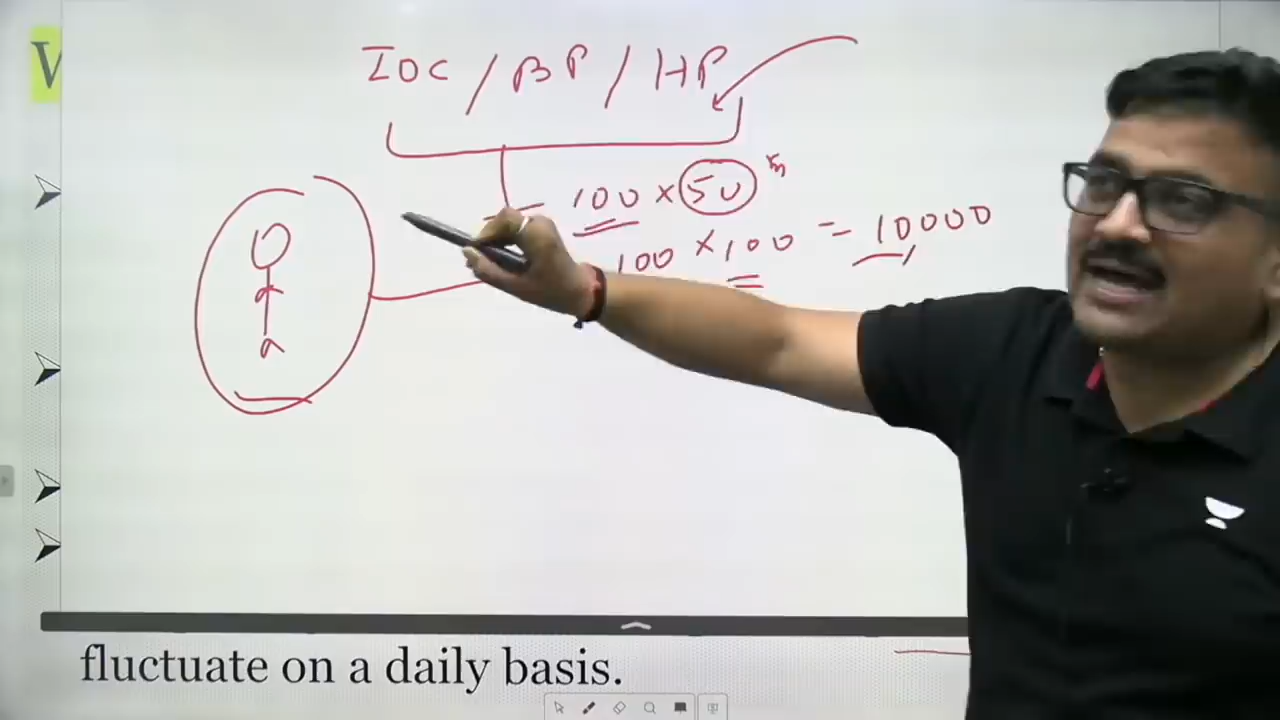 IOC / BP / HP
100 × 50
100 × 100 = 10000
fluctuate on a daily basis.